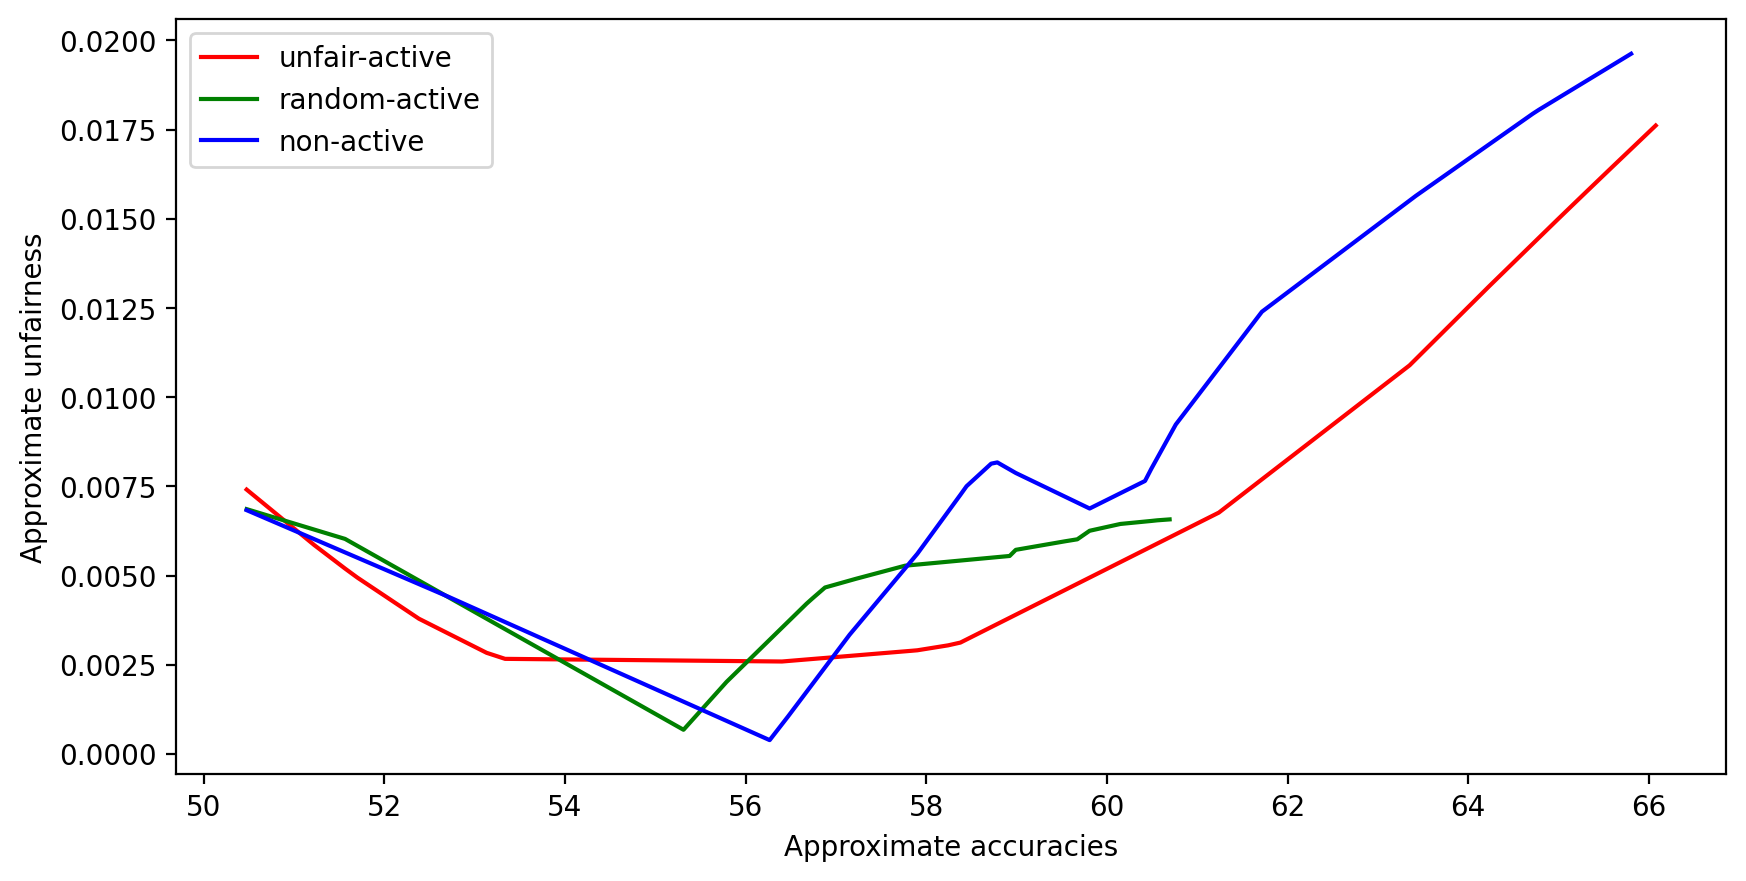 unfair-active
random-active
non-active
0.0200
0.0175
0.0150
0.0125
0.0100
0.0075
0.0050
0.0025
0.0000
Approximate unfairness
50 52 54 56 58 60 62 64 66
Approximate accuracies